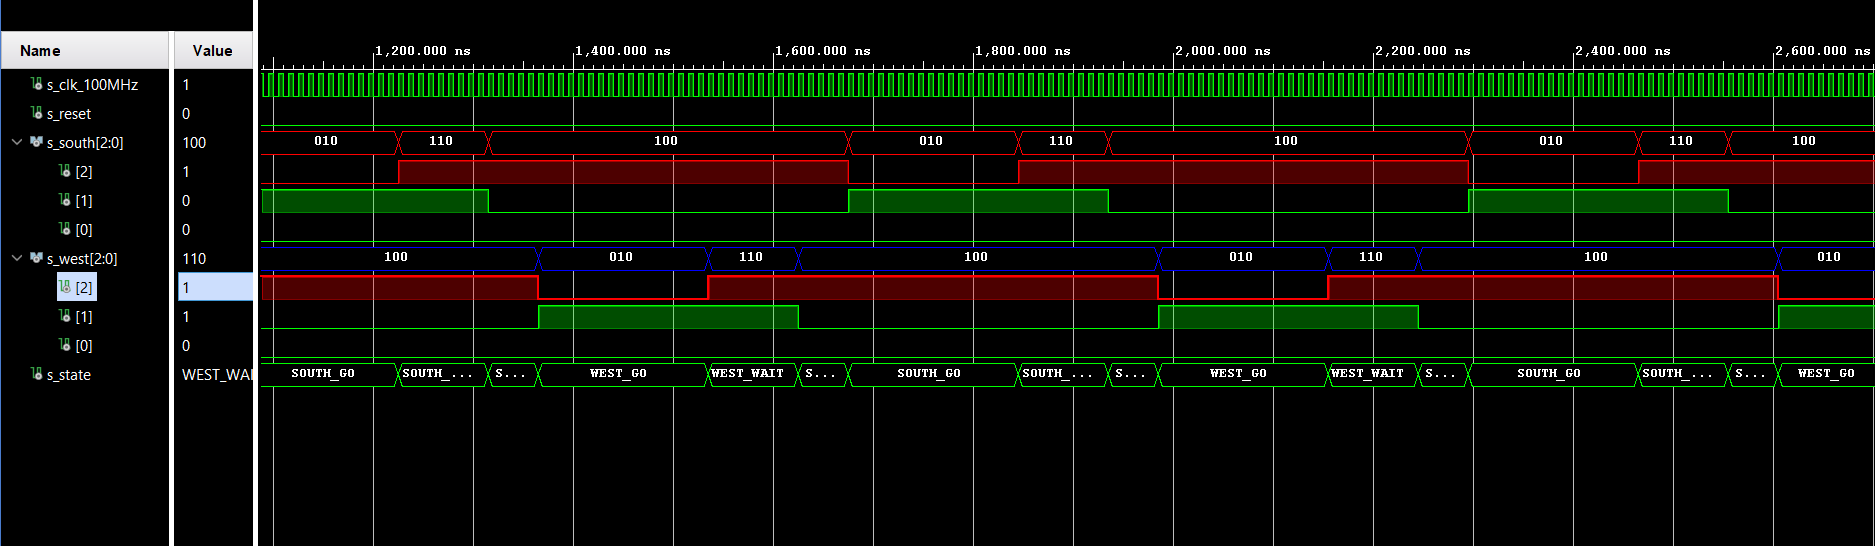 Name Value 1,200.000 ns 1,400.000 ns 1,600.000 ns 1,800.000 ns 2,000.000 ns 2,200.000 ns 2,400.000 ns 2,600.000 ns
s_clk_100MHz 1
s_reset 0
s_south[2:0] 100 010 110 100 010 110 100 010 110 100
[2] 1
[1] 0
[0] 0
s_west[2:0] 110 100 010 110 100 010 110 100 010
[2] 1
[1] 1
[0] 0
s_state WEST_WAI SOUTH_GO SOUTH_... S... WEST_GO WEST_WAIT S... SOUTH_GO SOUTH_... S... WEST_GO WEST_WAIT S... SOUTH_GO SOUTH_... S... WEST_GO